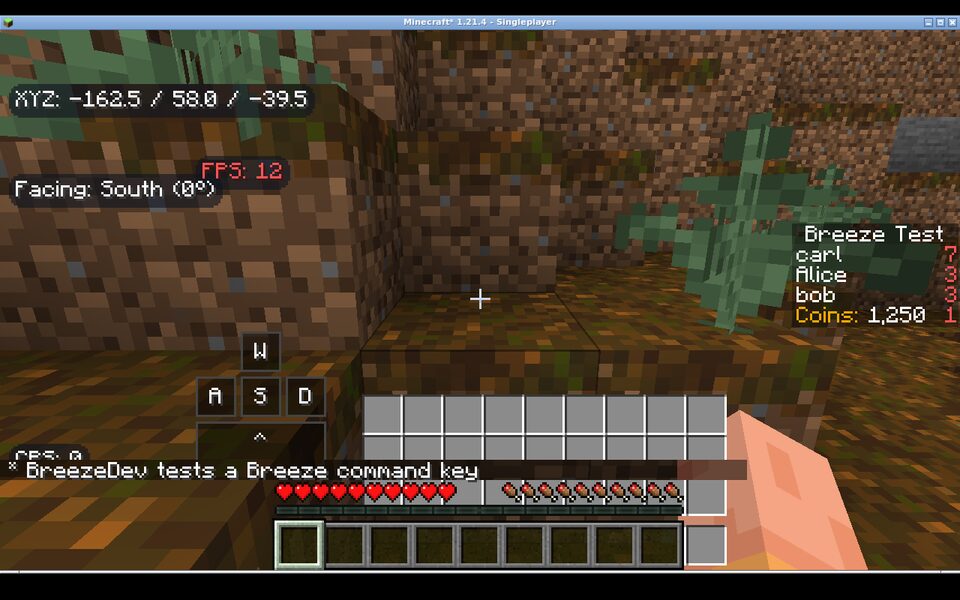 Minecraft* 1.21.4 - Singleplayer
XYZ: -162.5 / 58.0 / -39.5
FPS: 12
Facing: South (0º)
Breeze Test
carl 7
Alice 3
bob 3
Coins: 1,250 1
W
A S D
^
CPS: 0
* BreezeDev tests a Breeze command key